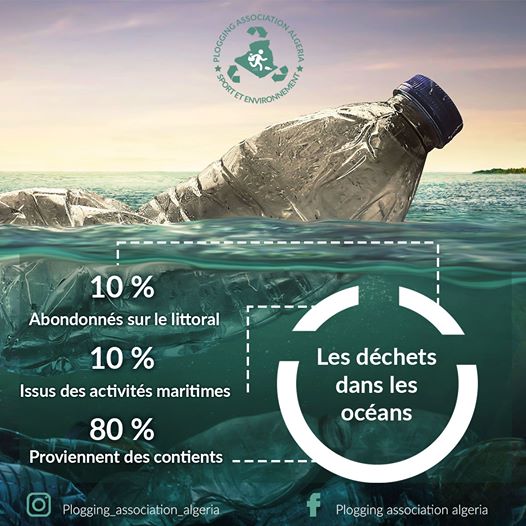 PLOGGING ASSOCIATION ALGERIA
SPORT ET ENVIRONNEMENT
10 %
Abondonnés sur le littoral
10 %
Issus des activités maritimes
80 %
Proviennent des contients
Les déchets
dans les
océans
Plogging_association_algeria
Plogging association algeria